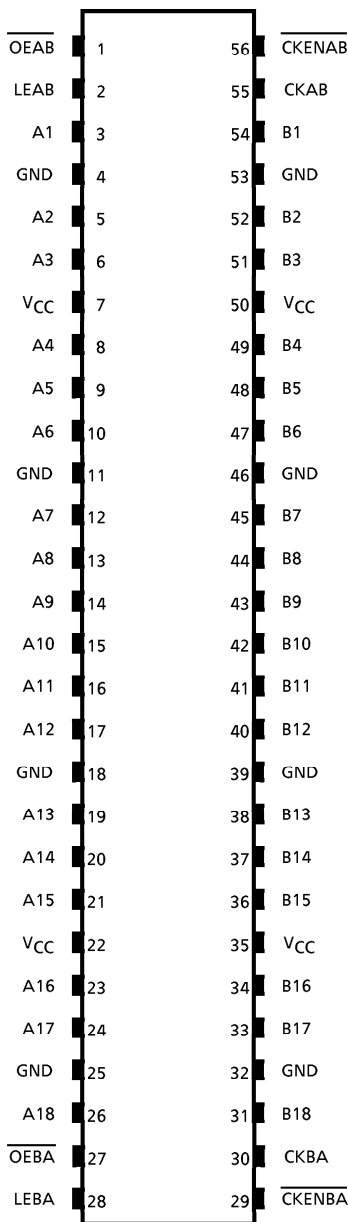 O̅E̅A̅B̅ 1 56 C̅K̅E̅N̅A̅B̅
LEAB 2 55 CKAB
A1 3 54 B1
GND 4 53 GND
A2 5 52 B2
A3 6 51 B3
VCC 7 50 VCC
A4 8 49 B4
A5 9 48 B5
A6 10 47 B6
GND 11 46 GND
A7 12 45 B7
A8 13 44 B8
A9 14 43 B9
A10 15 42 B10
A11 16 41 B11
A12 17 40 B12
GND 18 39 GND
A13 19 38 B13
A14 20 37 B14
A15 21 36 B15
VCC 22 35 VCC
A16 23 34 B16
A17 24 33 B17
GND 25 32 GND
A18 26 31 B18
O̅E̅B̅A̅ 27 30 CKBA
LEBA 28 29 C̅K̅E̅N̅B̅A̅